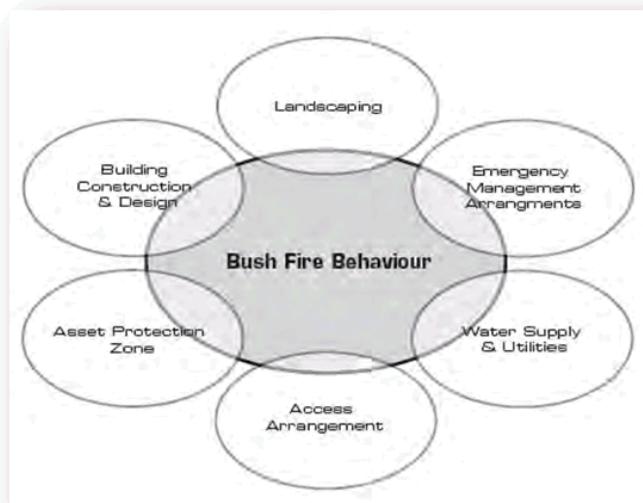 Landscaping
Building
Construction
& Design
Emergency
Management
Arrangments
Bush Fire Behaviour
Asset Protection
Zone
Water Supply
& Utilities
Access
Arrangement